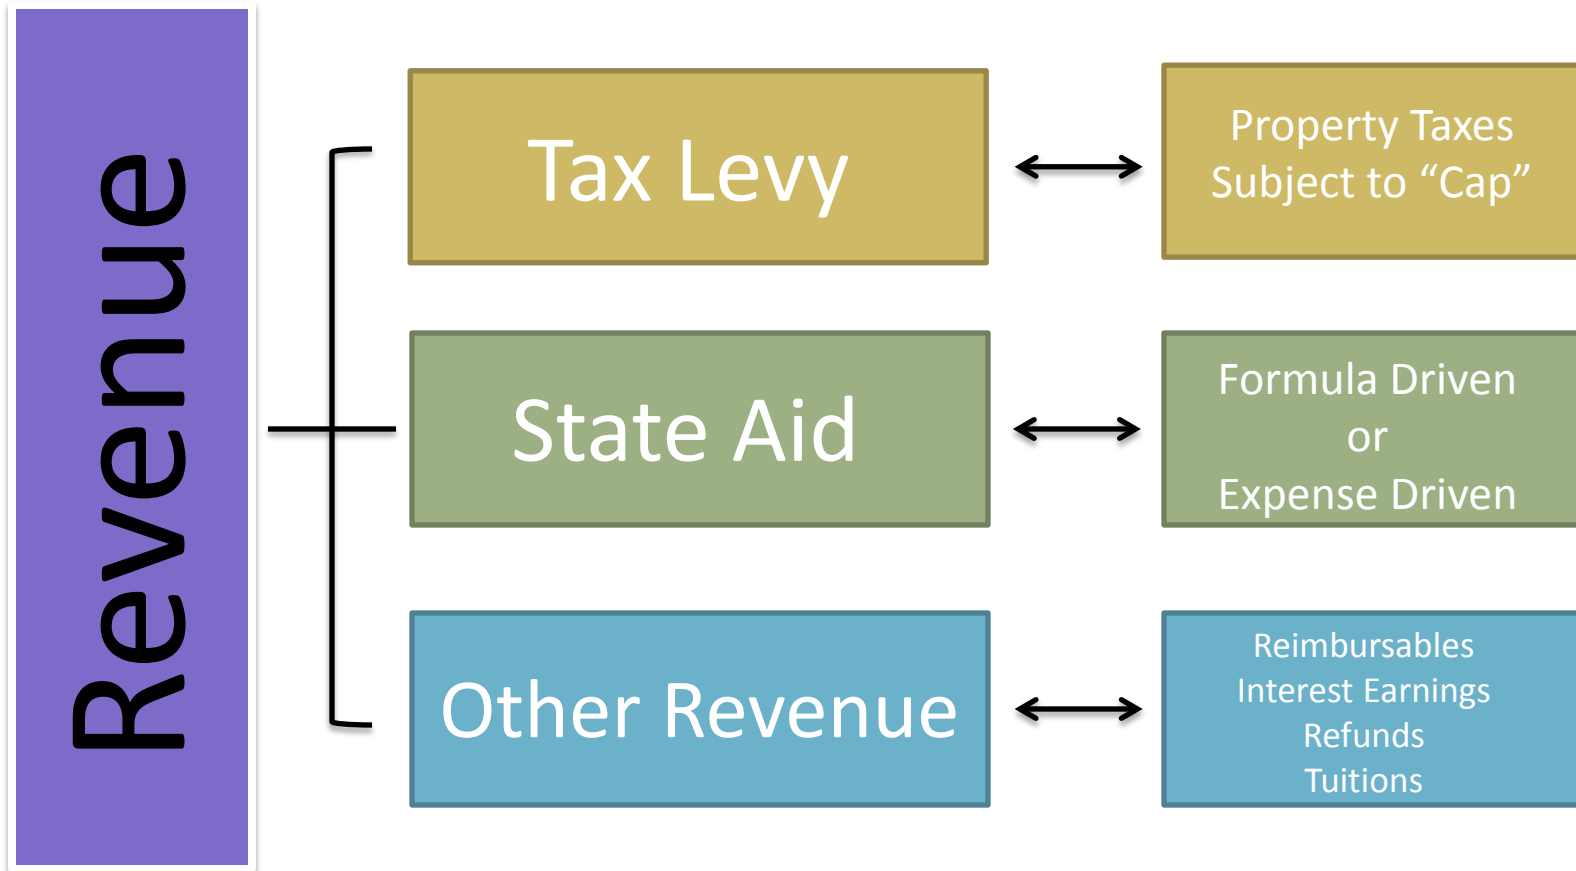 Revenue
Tax Levy
Property Taxes
Subject to “Cap”
State Aid
Formula Driven
or
Expense Driven
Other Revenue
Reimbursables
Interest Earnings
Refunds
Tuitions